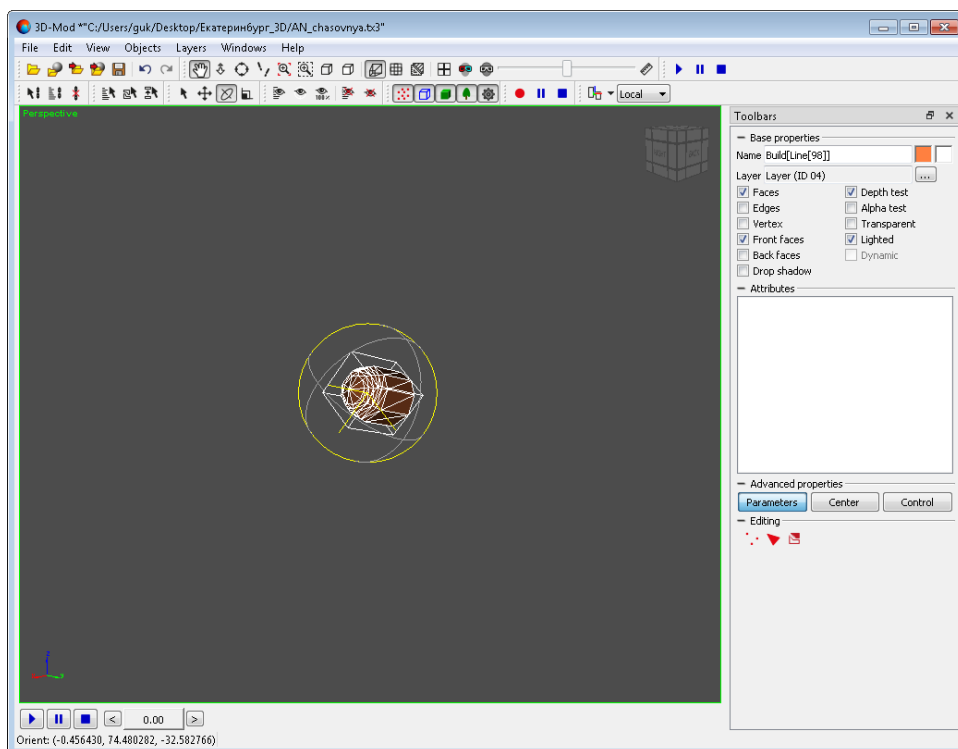 3D-Mod *"C:/Users/guk/Desktop/Екатеринбург_3D/AN_chasovnya.tx3"
File Edit View Objects Layers Windows Help
100%
Local
Perspective
Toolbars
Base properties
Name Build[Line[98]]
Layer Layer (ID 04) ...
Faces Depth test
Edges Alpha test
Vertex Transparent
Front faces Lighted
Back faces Dynamic
Drop shadow
Attributes
Advanced properties
Parameters Center Control
Editing
z
< 0.00 >
Orient: (-0.456430, 74.480282, -32.582766)